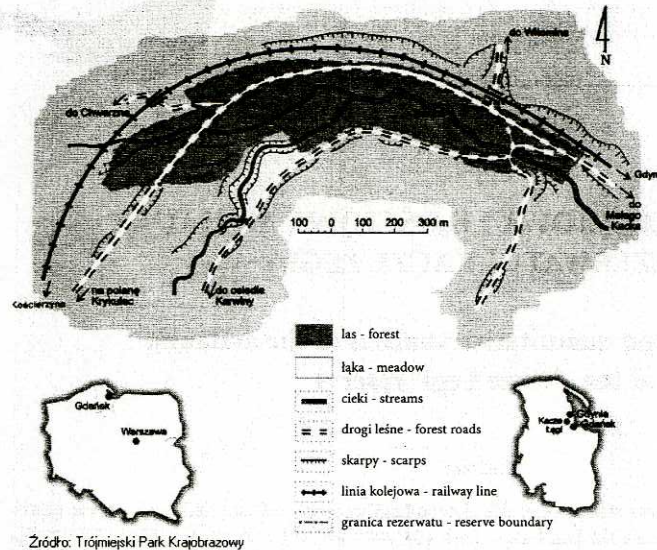 do Witomina
N
do Chwarzna
Gdyn
do
Małego
Kacka
100 0 100 200 300 m
Kościerzyna
na polanę
Krykulec
do osiedla
Karwiny
las - forest
łąka - meadow
cieki - streams
drogi leśne - forest roads
skarpy - scarps
linia kolejowa - railway line
granica rezerwatu - reserve boundary
Gdańsk
Warszawa
Gdynia
Kacze
Łęgi
Gdańsk
Źródło: Trójmiejski Park Krajobrazowy